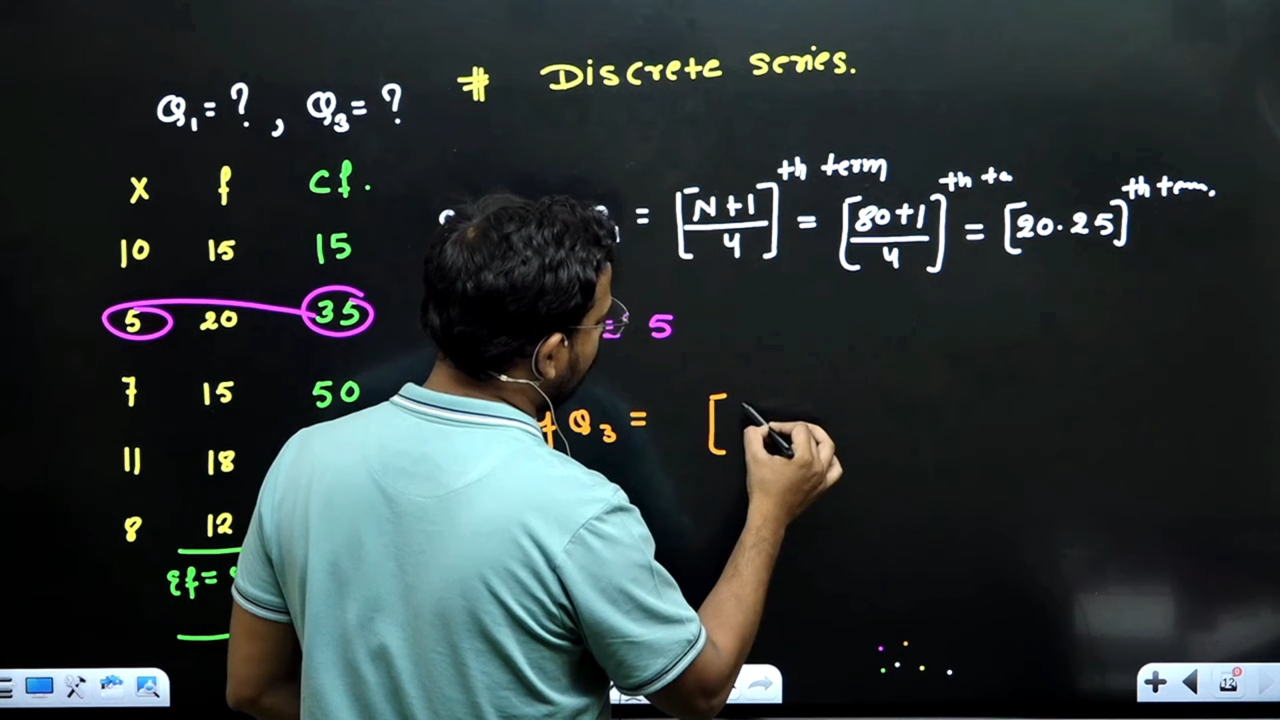 # Discrete series.
Q₁ = ? , Q₃ = ?
X f Cf.
10 15 15
5 20 35
7 15 50
11 18
8 12
Σf =
= [N+1/4]th term = [80+1/4]th te = [20.25]th term.
= 5
f Q₃ = [
12